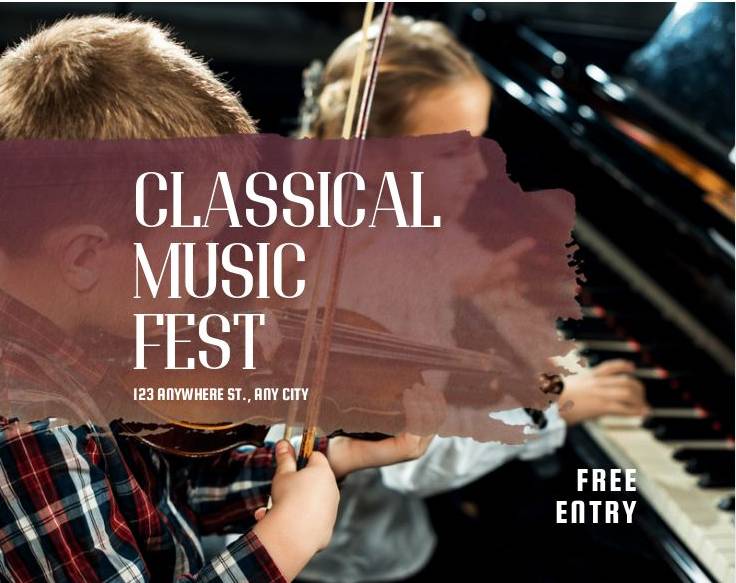 CLASSICAL
MUSIC
FEST
123 ANYWHERE ST., ANY CITY
FREE
ENTRY